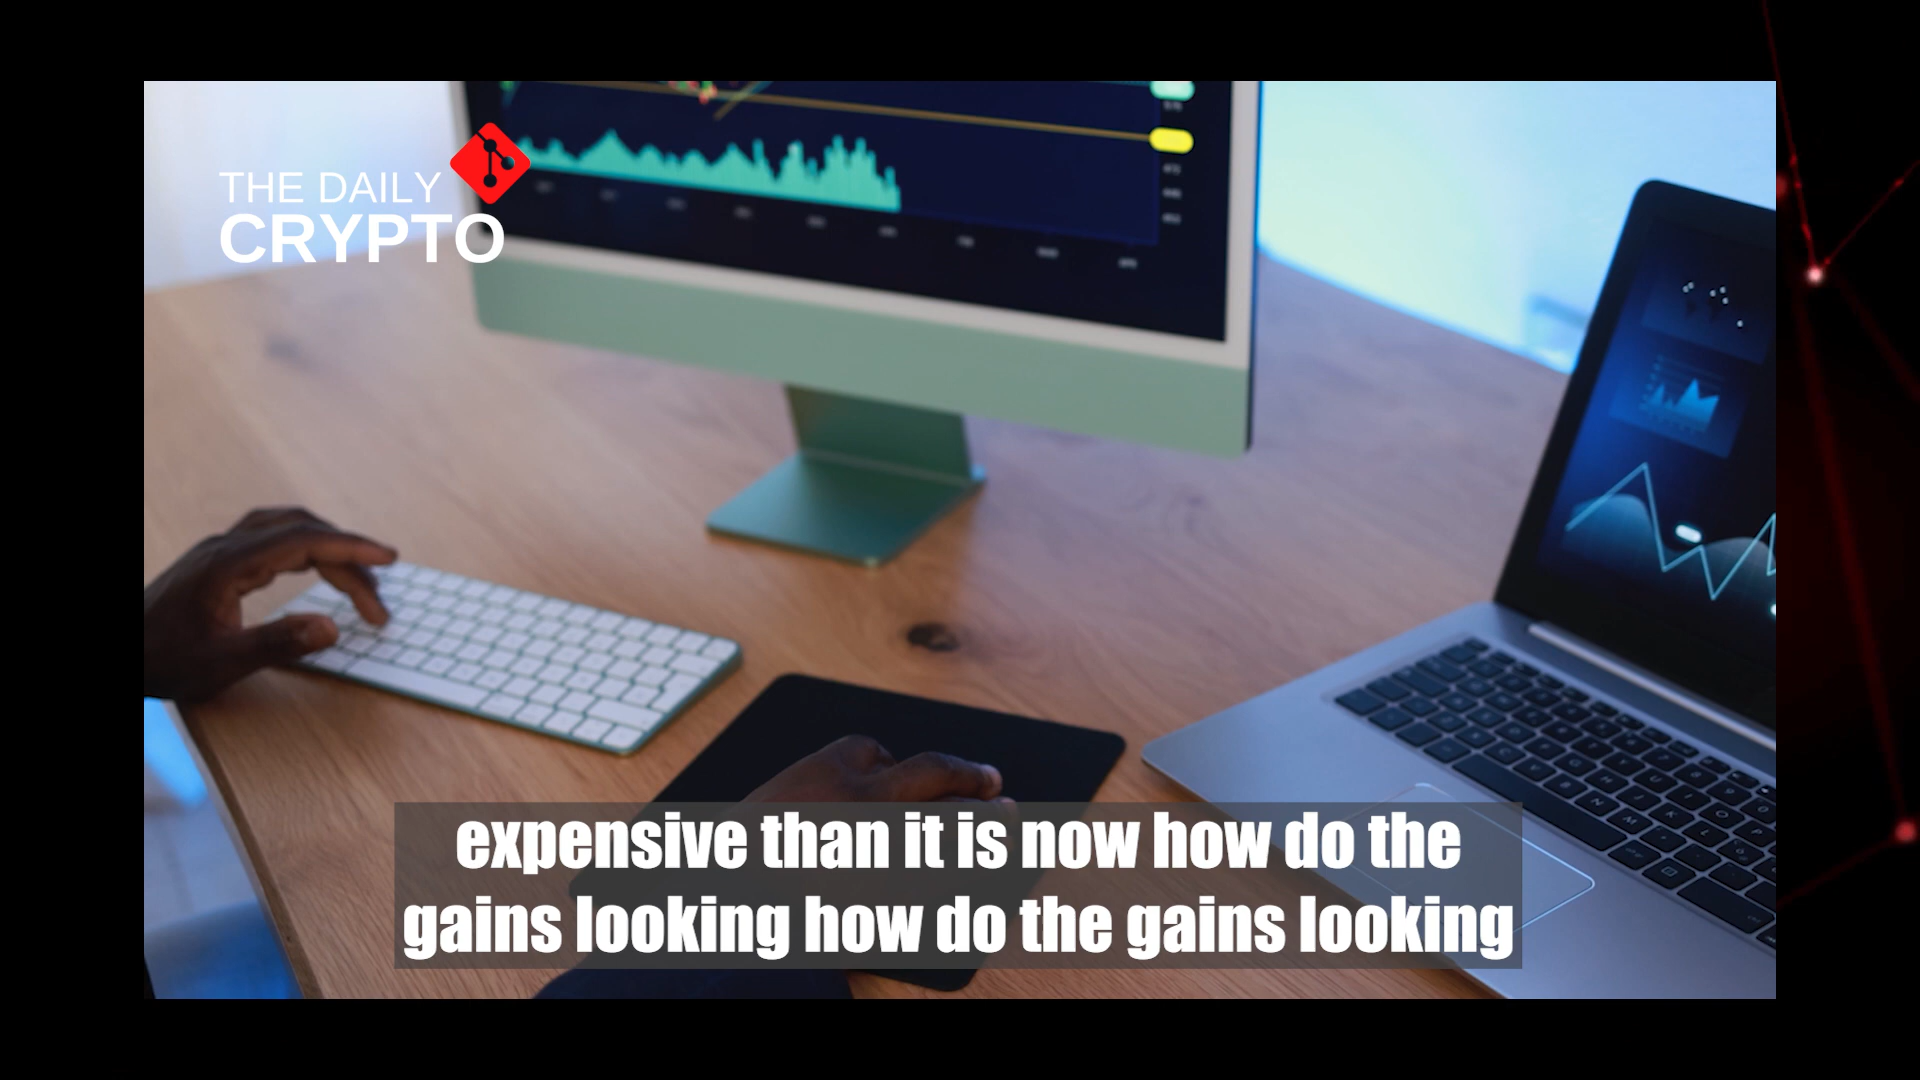 THE DAILY
CRYPTO
expensive than it is now how do the
gains looking how do the gains looking